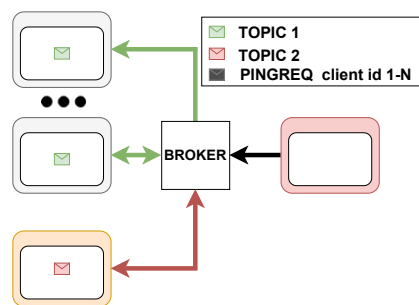 TOPIC 1
TOPIC 2
PINGREQ client id 1-N
BROKER